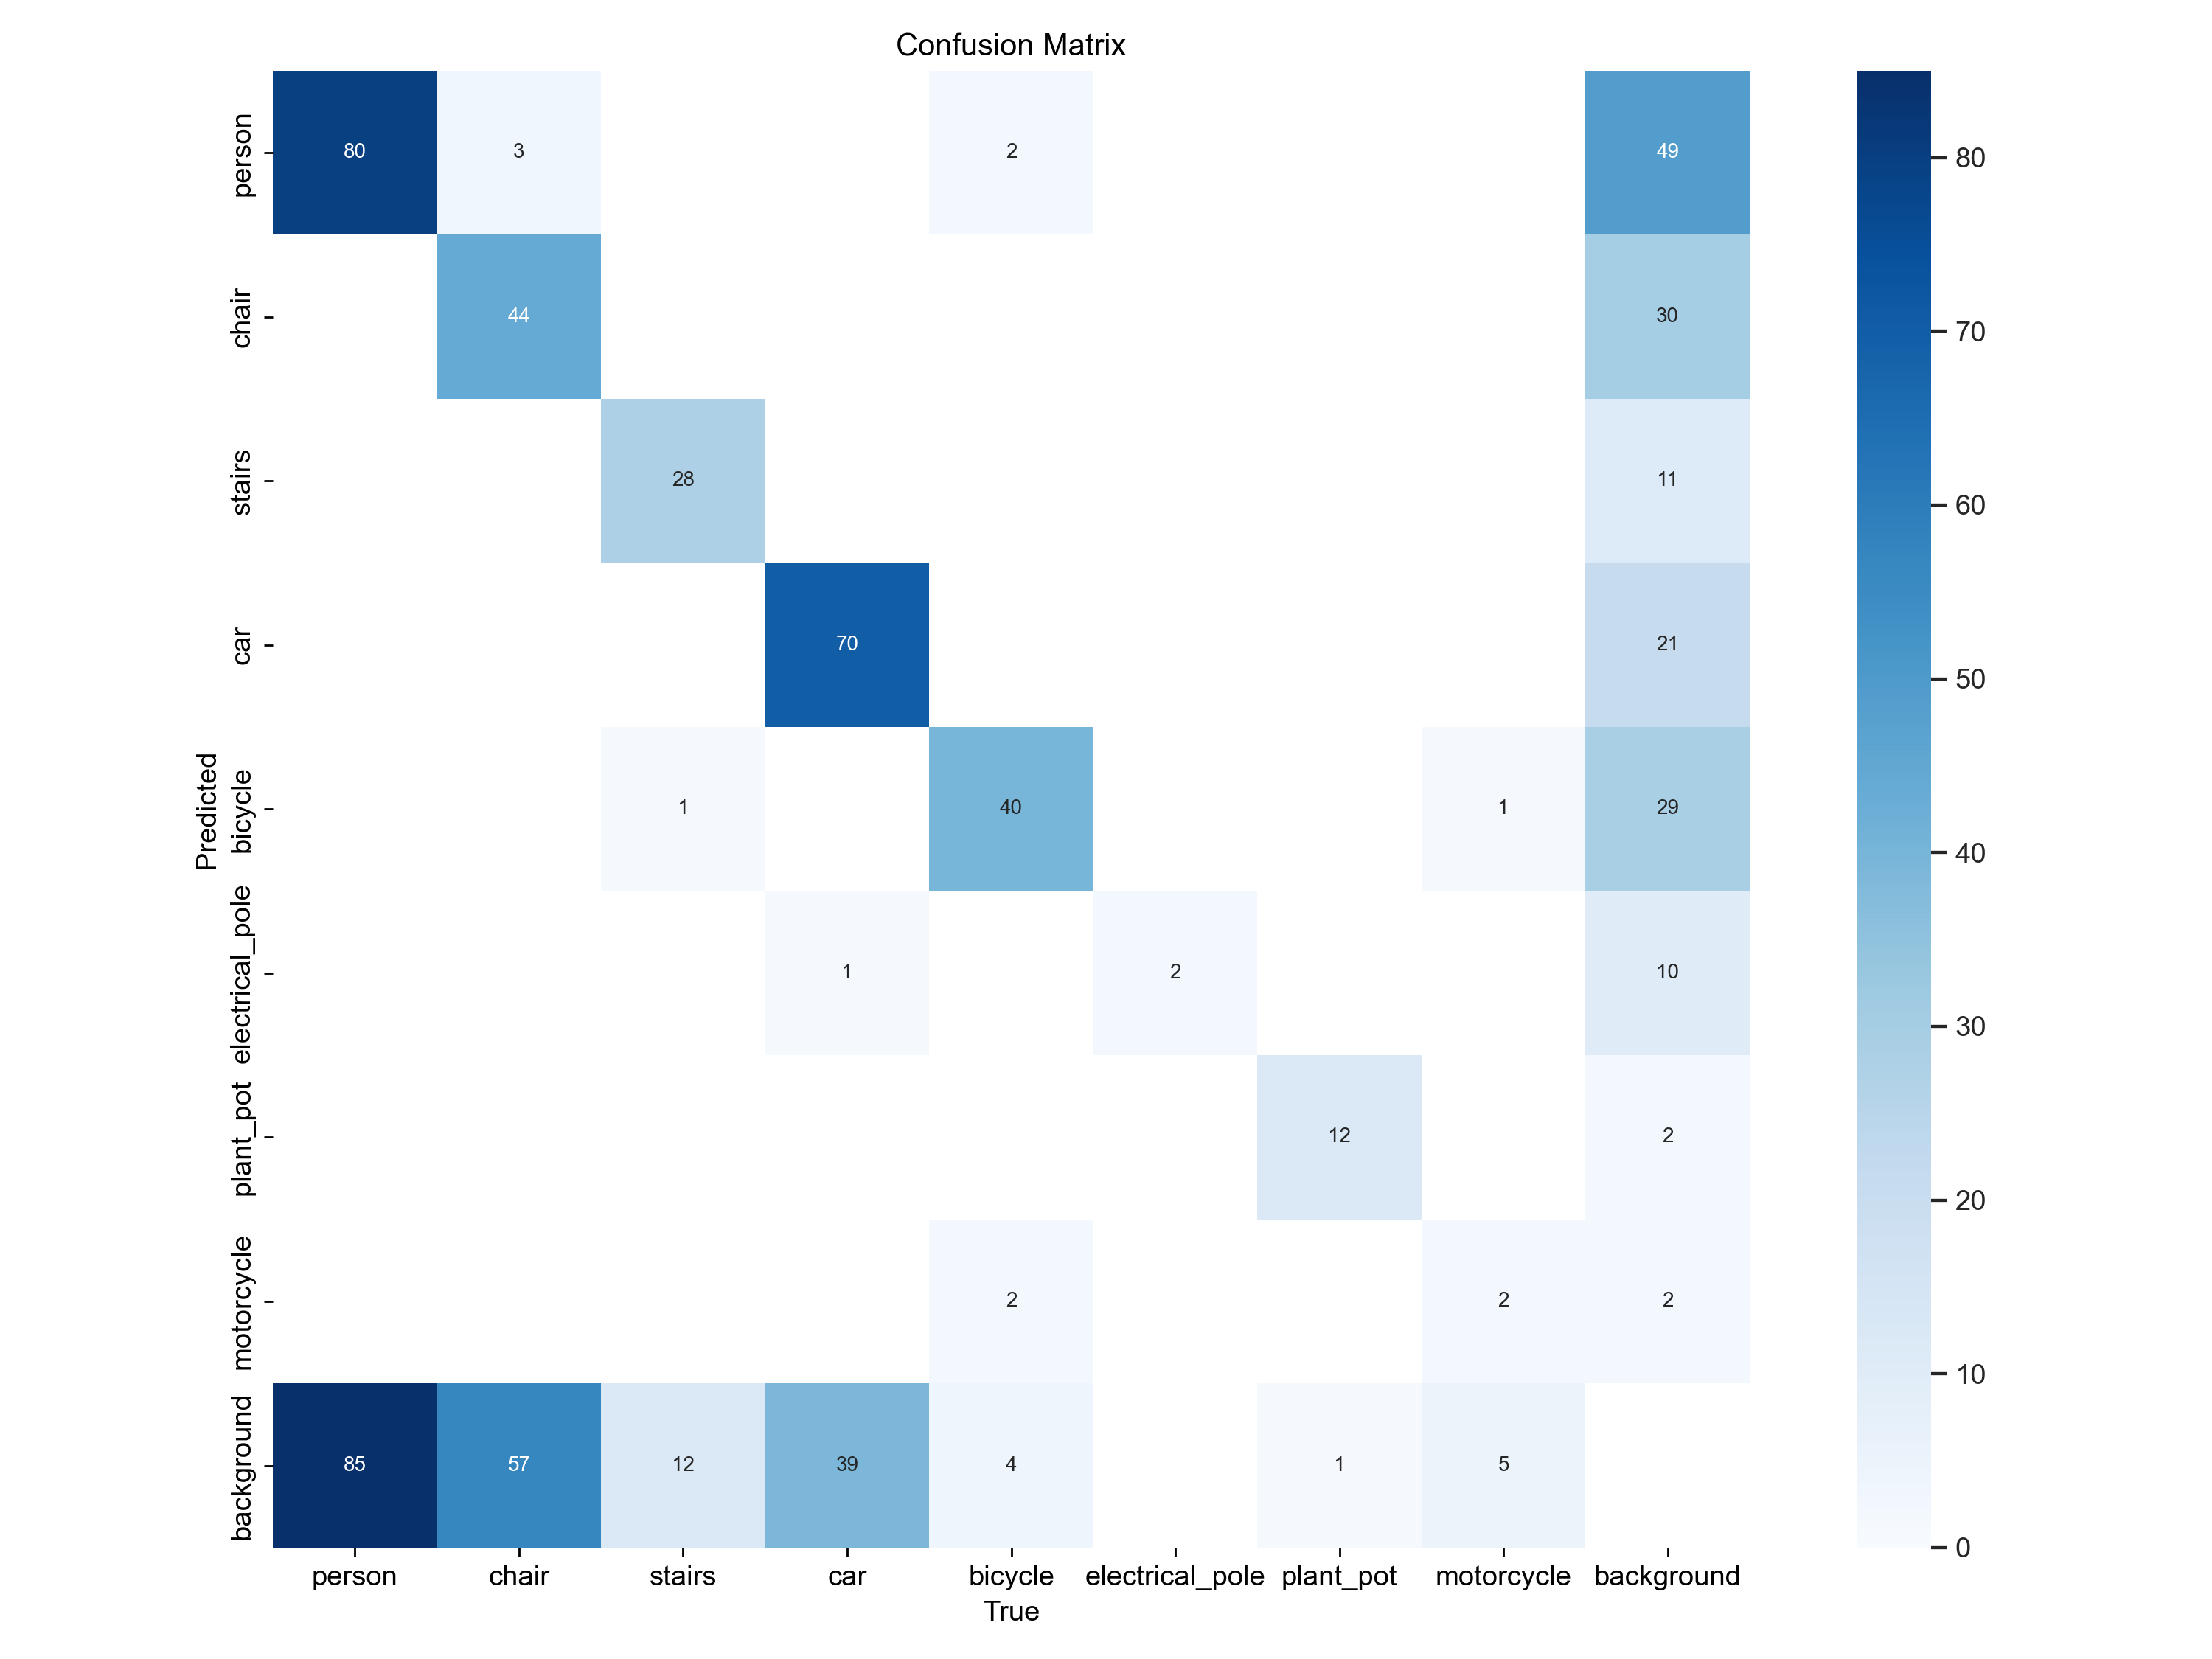 Confusion Matrix
person
80
3
2
49
80
chair
44
30
70
stairs
28
11
60
car
70
21
50
Predicted
bicycle
1
40
1
29
40
electrical_pole
1
2
10
30
plant_pot
12
2
20
motorcycle
2
2
2
10
background
85
57
12
39
4
1
5
0
person chair stairs car bicycle electrical_pole plant_pot motorcycle background
True